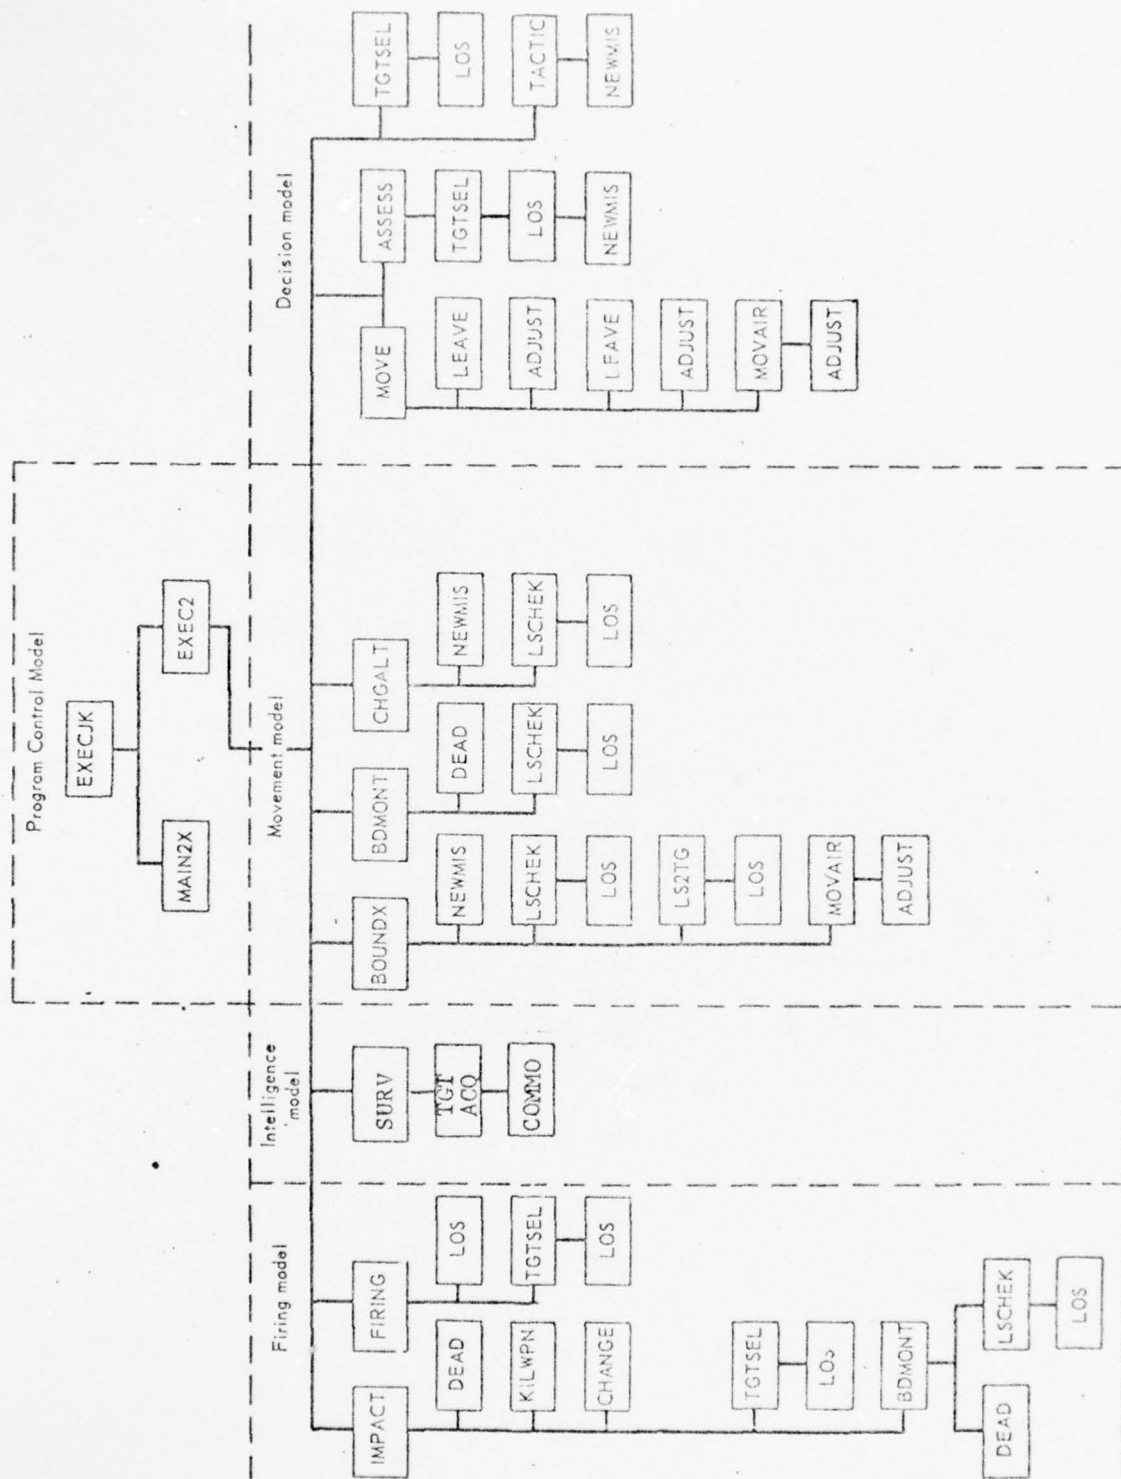 Program Control Model
EXECJK
MAIN2X
EXEC2
Firing model
Intelligence
model
Movement model
Decision model
IMPACT
DEAD
KILWPN
CHANGE
TGTSEL
LOS
BDMONT
DEAD
LSCHEK
LOS
FIRING
LOS
TGTSEL
LOS
SURV
TGT
ACQ
COMMO
BOUNDX
NEWMIS
LSCHEK
LOS
LS2TG
LOS
MOVAIR
ADJUST
BDMONT
DEAD
LSCHEK
LOS
CHGALT
NEWMIS
LSCHEK
LOS
MOVE
LEAVE
ADJUST
LEAVE
ADJUST
MOVAIR
ADJUST
ASSESS
TGTSEL
LOS
NEWMIS
TGTSEL
LOS
TACTIC
NEWMIS